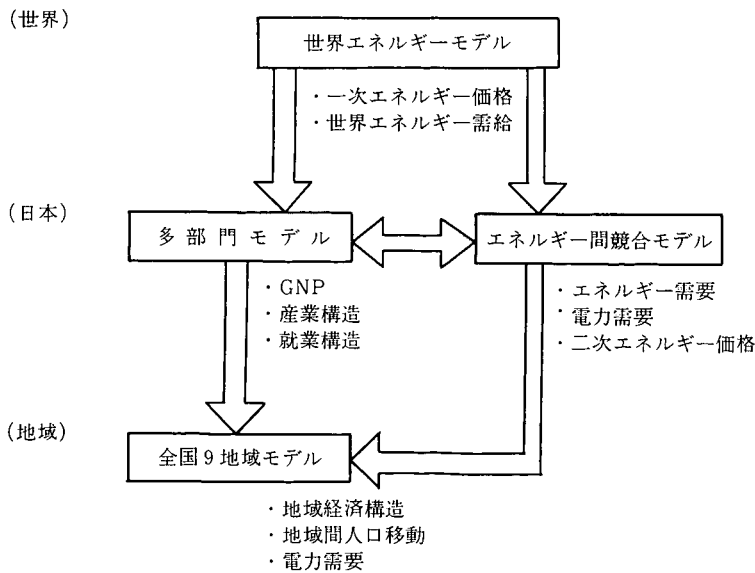 (世界)
世界エネルギーモデル
・一次エネルギー価格
・世界エネルギー需給
(日本)
多部門モデル
エネルギー間競合モデル
・GNP
・産業構造
・就業構造
・エネルギー需要
・電力需要
・二次エネルギー価格
(地域)
全国9地域モデル
・地域経済構造
・地域間人口移動
・電力需要